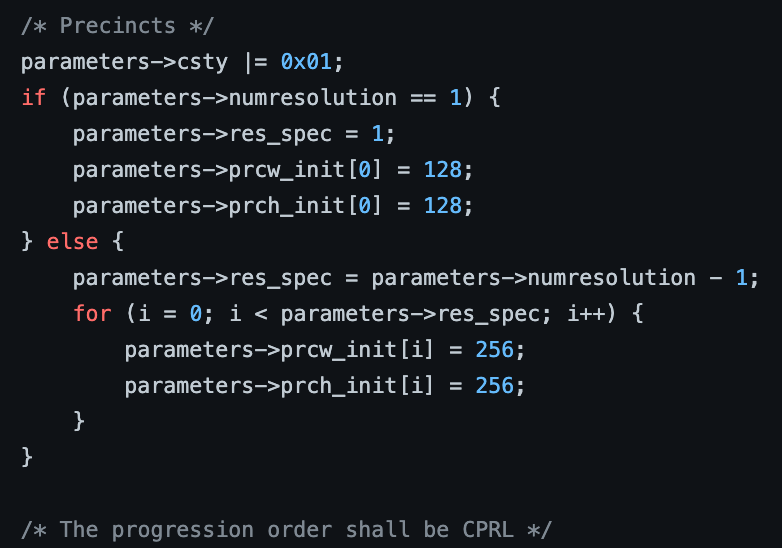 /* Precincts */
parameters->csty |= 0x01;
if (parameters->numresolution == 1) {
    parameters->res_spec = 1;
    parameters->prcw_init[0] = 128;
    parameters->prch_init[0] = 128;
} else {
    parameters->res_spec = parameters->numresolution - 1;
    for (i = 0; i < parameters->res_spec; i++) {
        parameters->prcw_init[i] = 256;
        parameters->prch_init[i] = 256;
    }
}

/* The progression order shall be CPRL */